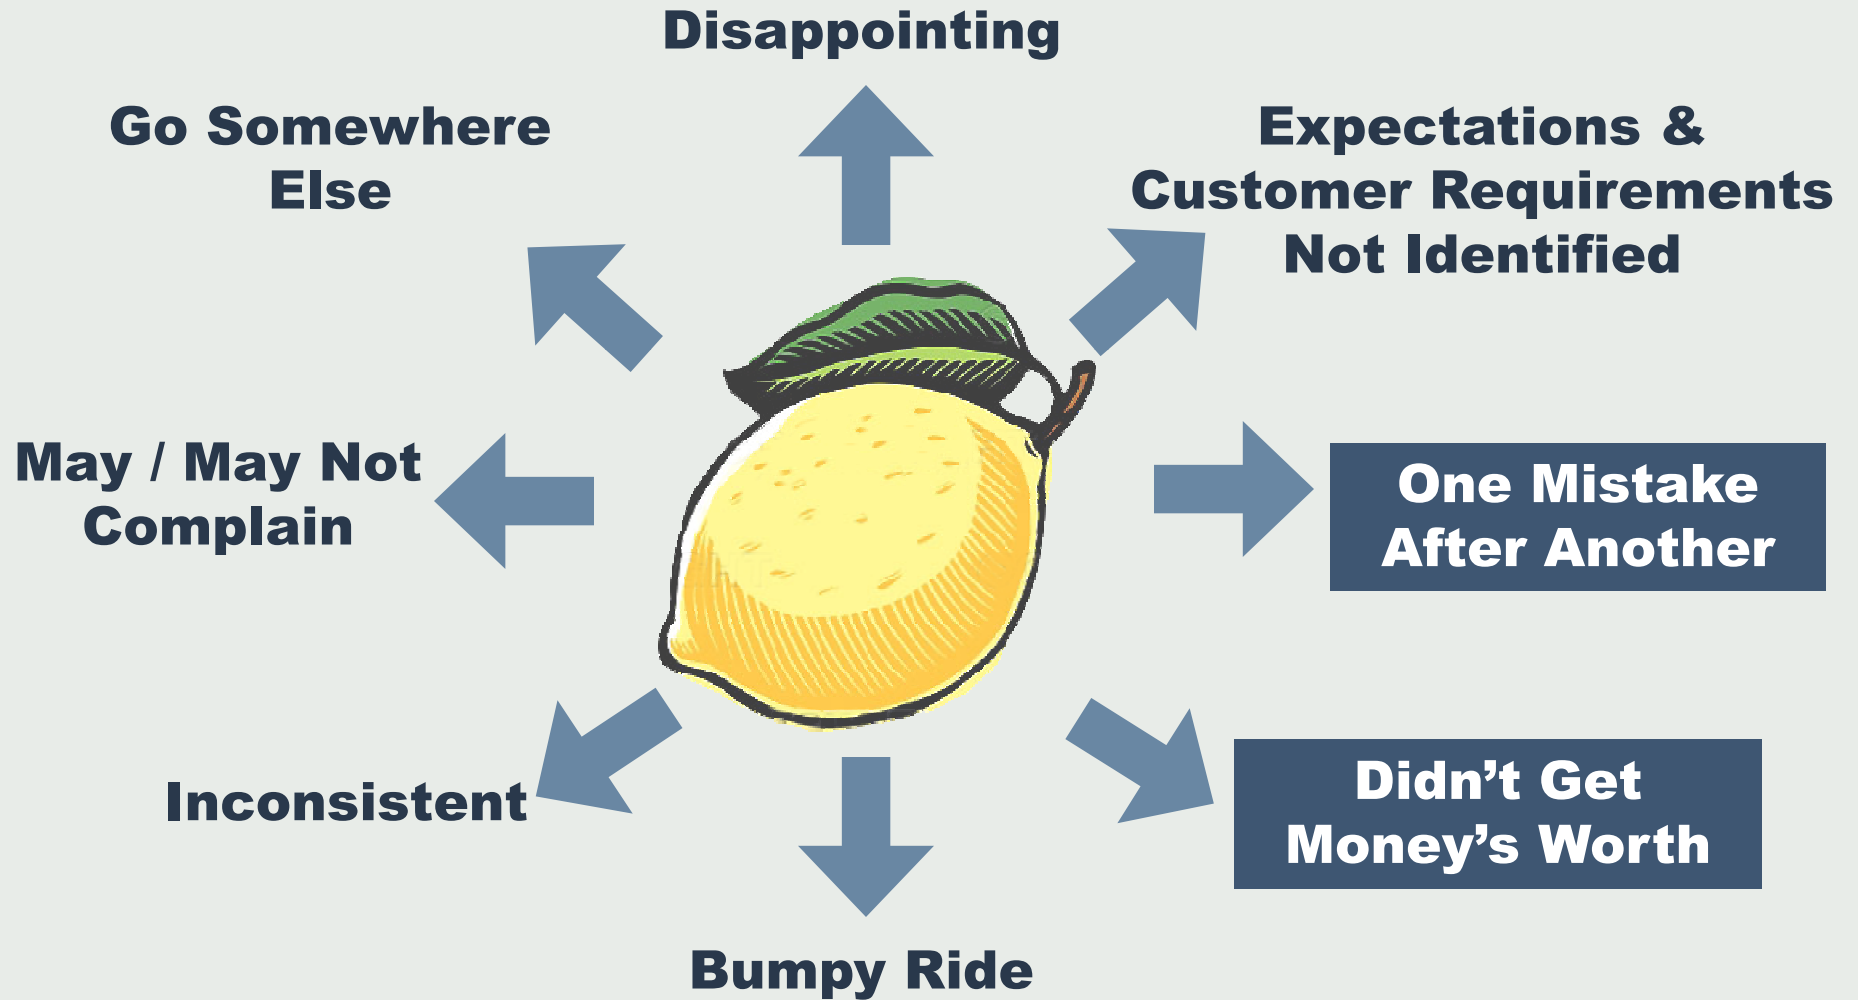 Disappointing
Go Somewhere
Else
Expectations &
Customer Requirements
Not Identified
May / May Not
Complain
One Mistake
After Another
Inconsistent
Didn’t Get
Money’s Worth
Bumpy Ride